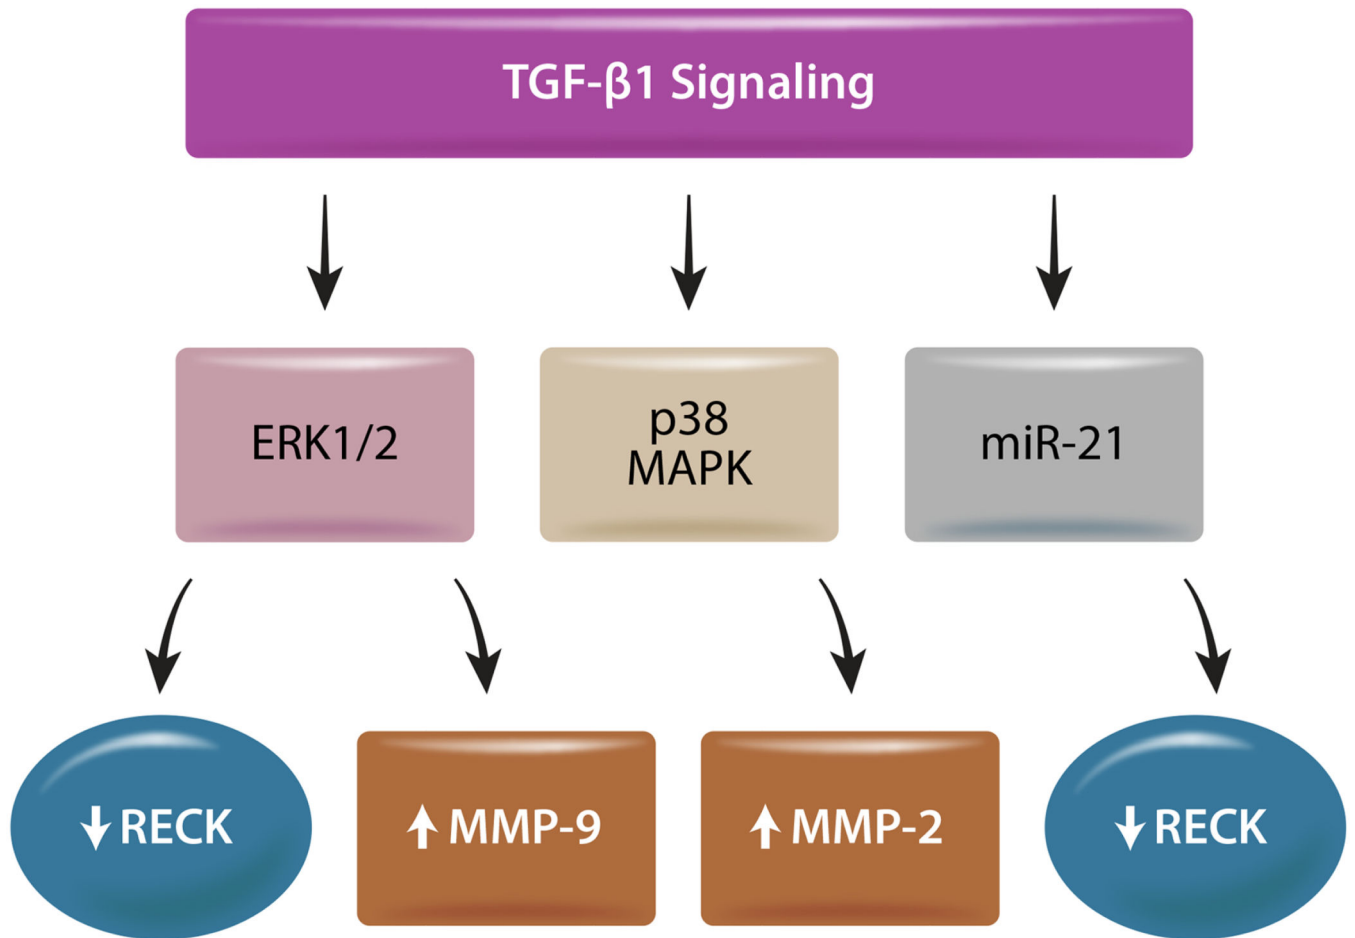 TGF-β1 Signaling
ERK1/2
p38
MAPK
miR-21
↓ RECK
↑ MMP-9
↑ MMP-2
↓ RECK